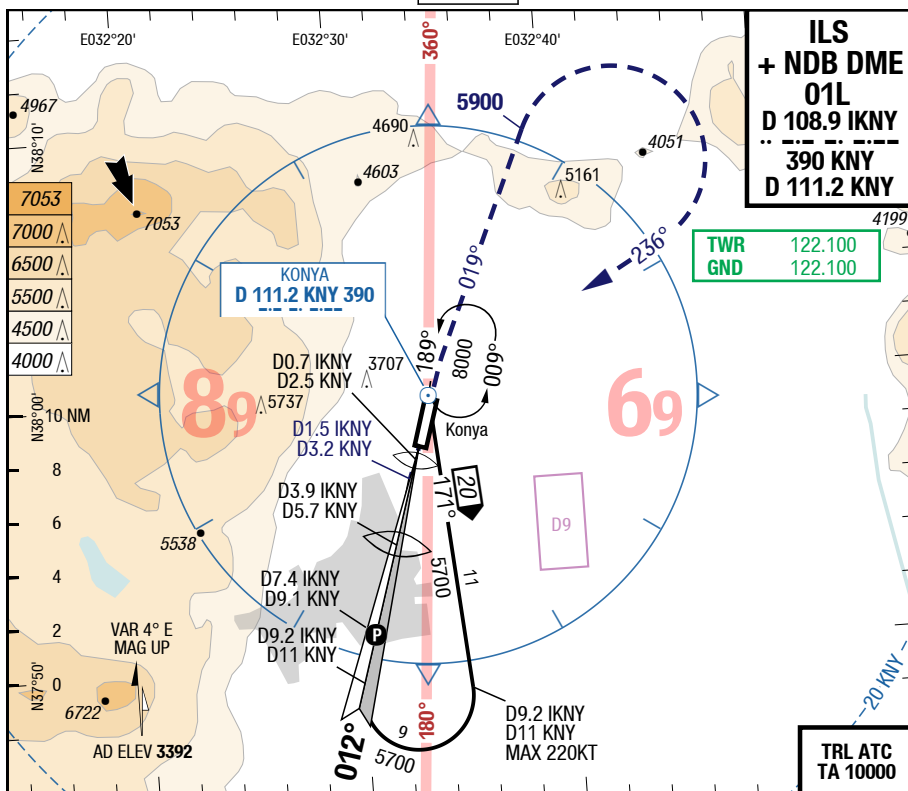 E032°20'
E032°30'
E032°40'
360°
ILS
+ NDB DME
01L
D 108.9 IKNY
390 KNY
D 111.2 KNY
4967
N38°10'
4690
5900
4051
4603
5161
7053
7053
7000
6500
5500
4500
4000
4199
TWR 122.100
GND 122.100
019°
236°
KONYA
D 111.2 KNY 390
189°
8000
009°
D0.7 IKNY
D2.5 KNY
3707
89
69
5737
N38°00'
10 NM
Konya
D1.5 IKNY
D3.2 KNY
8
171°
20
D3.9 IKNY
D5.7 KNY
D9
6
5538
5700
11
4
D7.4 IKNY
D9.1 KNY
P
VAR 4° E
MAG UP
2
D9.2 IKNY
D11 KNY
N37°50'
0
6722
20 KNY
D9.2 IKNY
D11 KNY
MAX 220KT
180°
9
5700
012°
AD ELEV 3392
TRL ATC
TA 10000